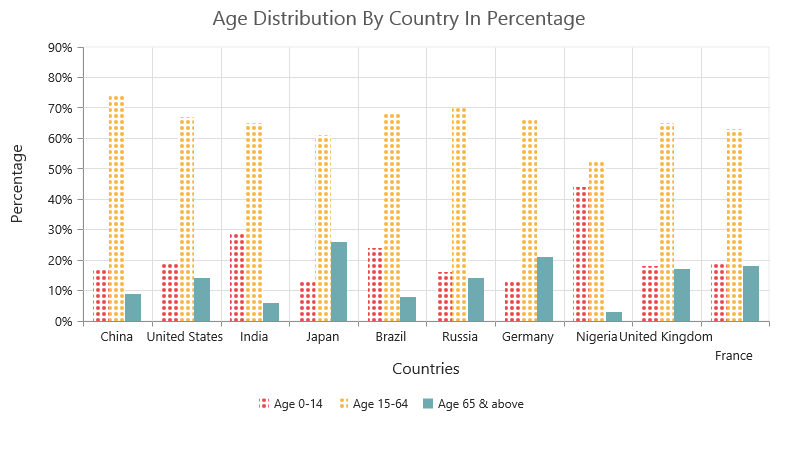 Age Distribution By Country In Percentage
90%
80%
70%
60%
50%
40%
30%
20%
10%
0%
Percentage
China United States India Japan Brazil Russia Germany Nigeria United Kingdom
France
Countries
Age 0-14 Age 15-64 Age 65 & above